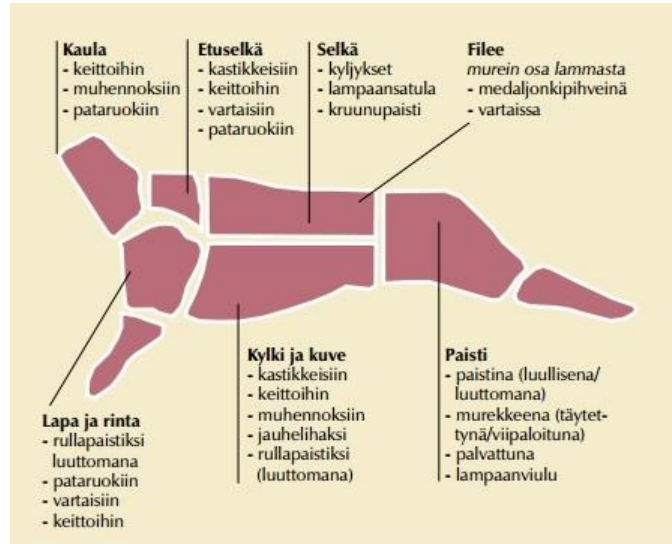 Kaula
- keittoihin
- muhennoksiin
- pataruokiin
Etuselkä
- kastikkeisiin
- keittoihin
- vartaisiin
- pataruokiin
Selkä
- kyljykset
- lampaansatula
- kruunupaisti
Filee
murein osa lammasta
- medaljonkipihveinä
- vartaissa
Lapa ja rinta
- rullapaistiksi
luuttomana
- pataruokiin
- vartaisiin
- keittoihin
Kylki ja kuve
- kastikkeisiin
- keittoihin
- muhennoksiin
- jauhelihaksi
- rullapaistiksi
(luuttomana)
Paisti
- paistina (luullisena/
luuttomana)
- murekkeena (täytet-
tynä/viipaloituna)
- palvattuna
- lampaanviulu